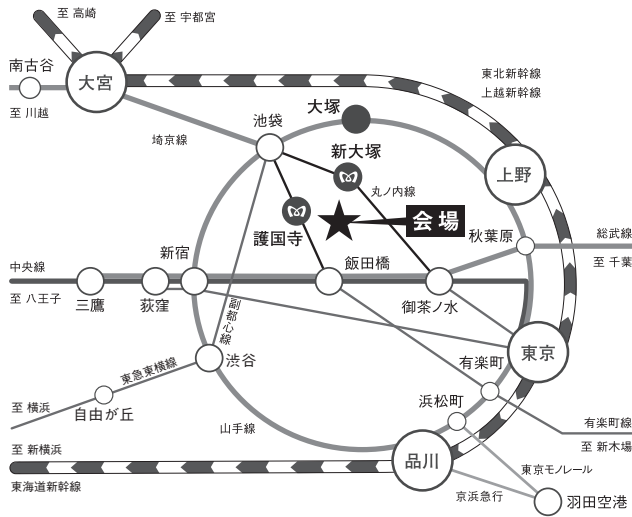 至 高崎
至 宇都宮
南古谷
大宮
至 川越
東北新幹線
上越新幹線
埼京線
池袋
大塚
新大塚
上野
丸ノ内線
護国寺
会場
秋葉原
総武線
至 千葉
新宿
飯田橋
中央線
至 八王子
三鷹
荻窪
御茶ノ水
副都心線
東京
渋谷
有楽町
東急東横線
至 横浜
自由が丘
浜松町
山手線
有楽町線
至 新木場
至 新横浜
品川
東京モノレール
東海道新幹線
京浜急行
羽田空港